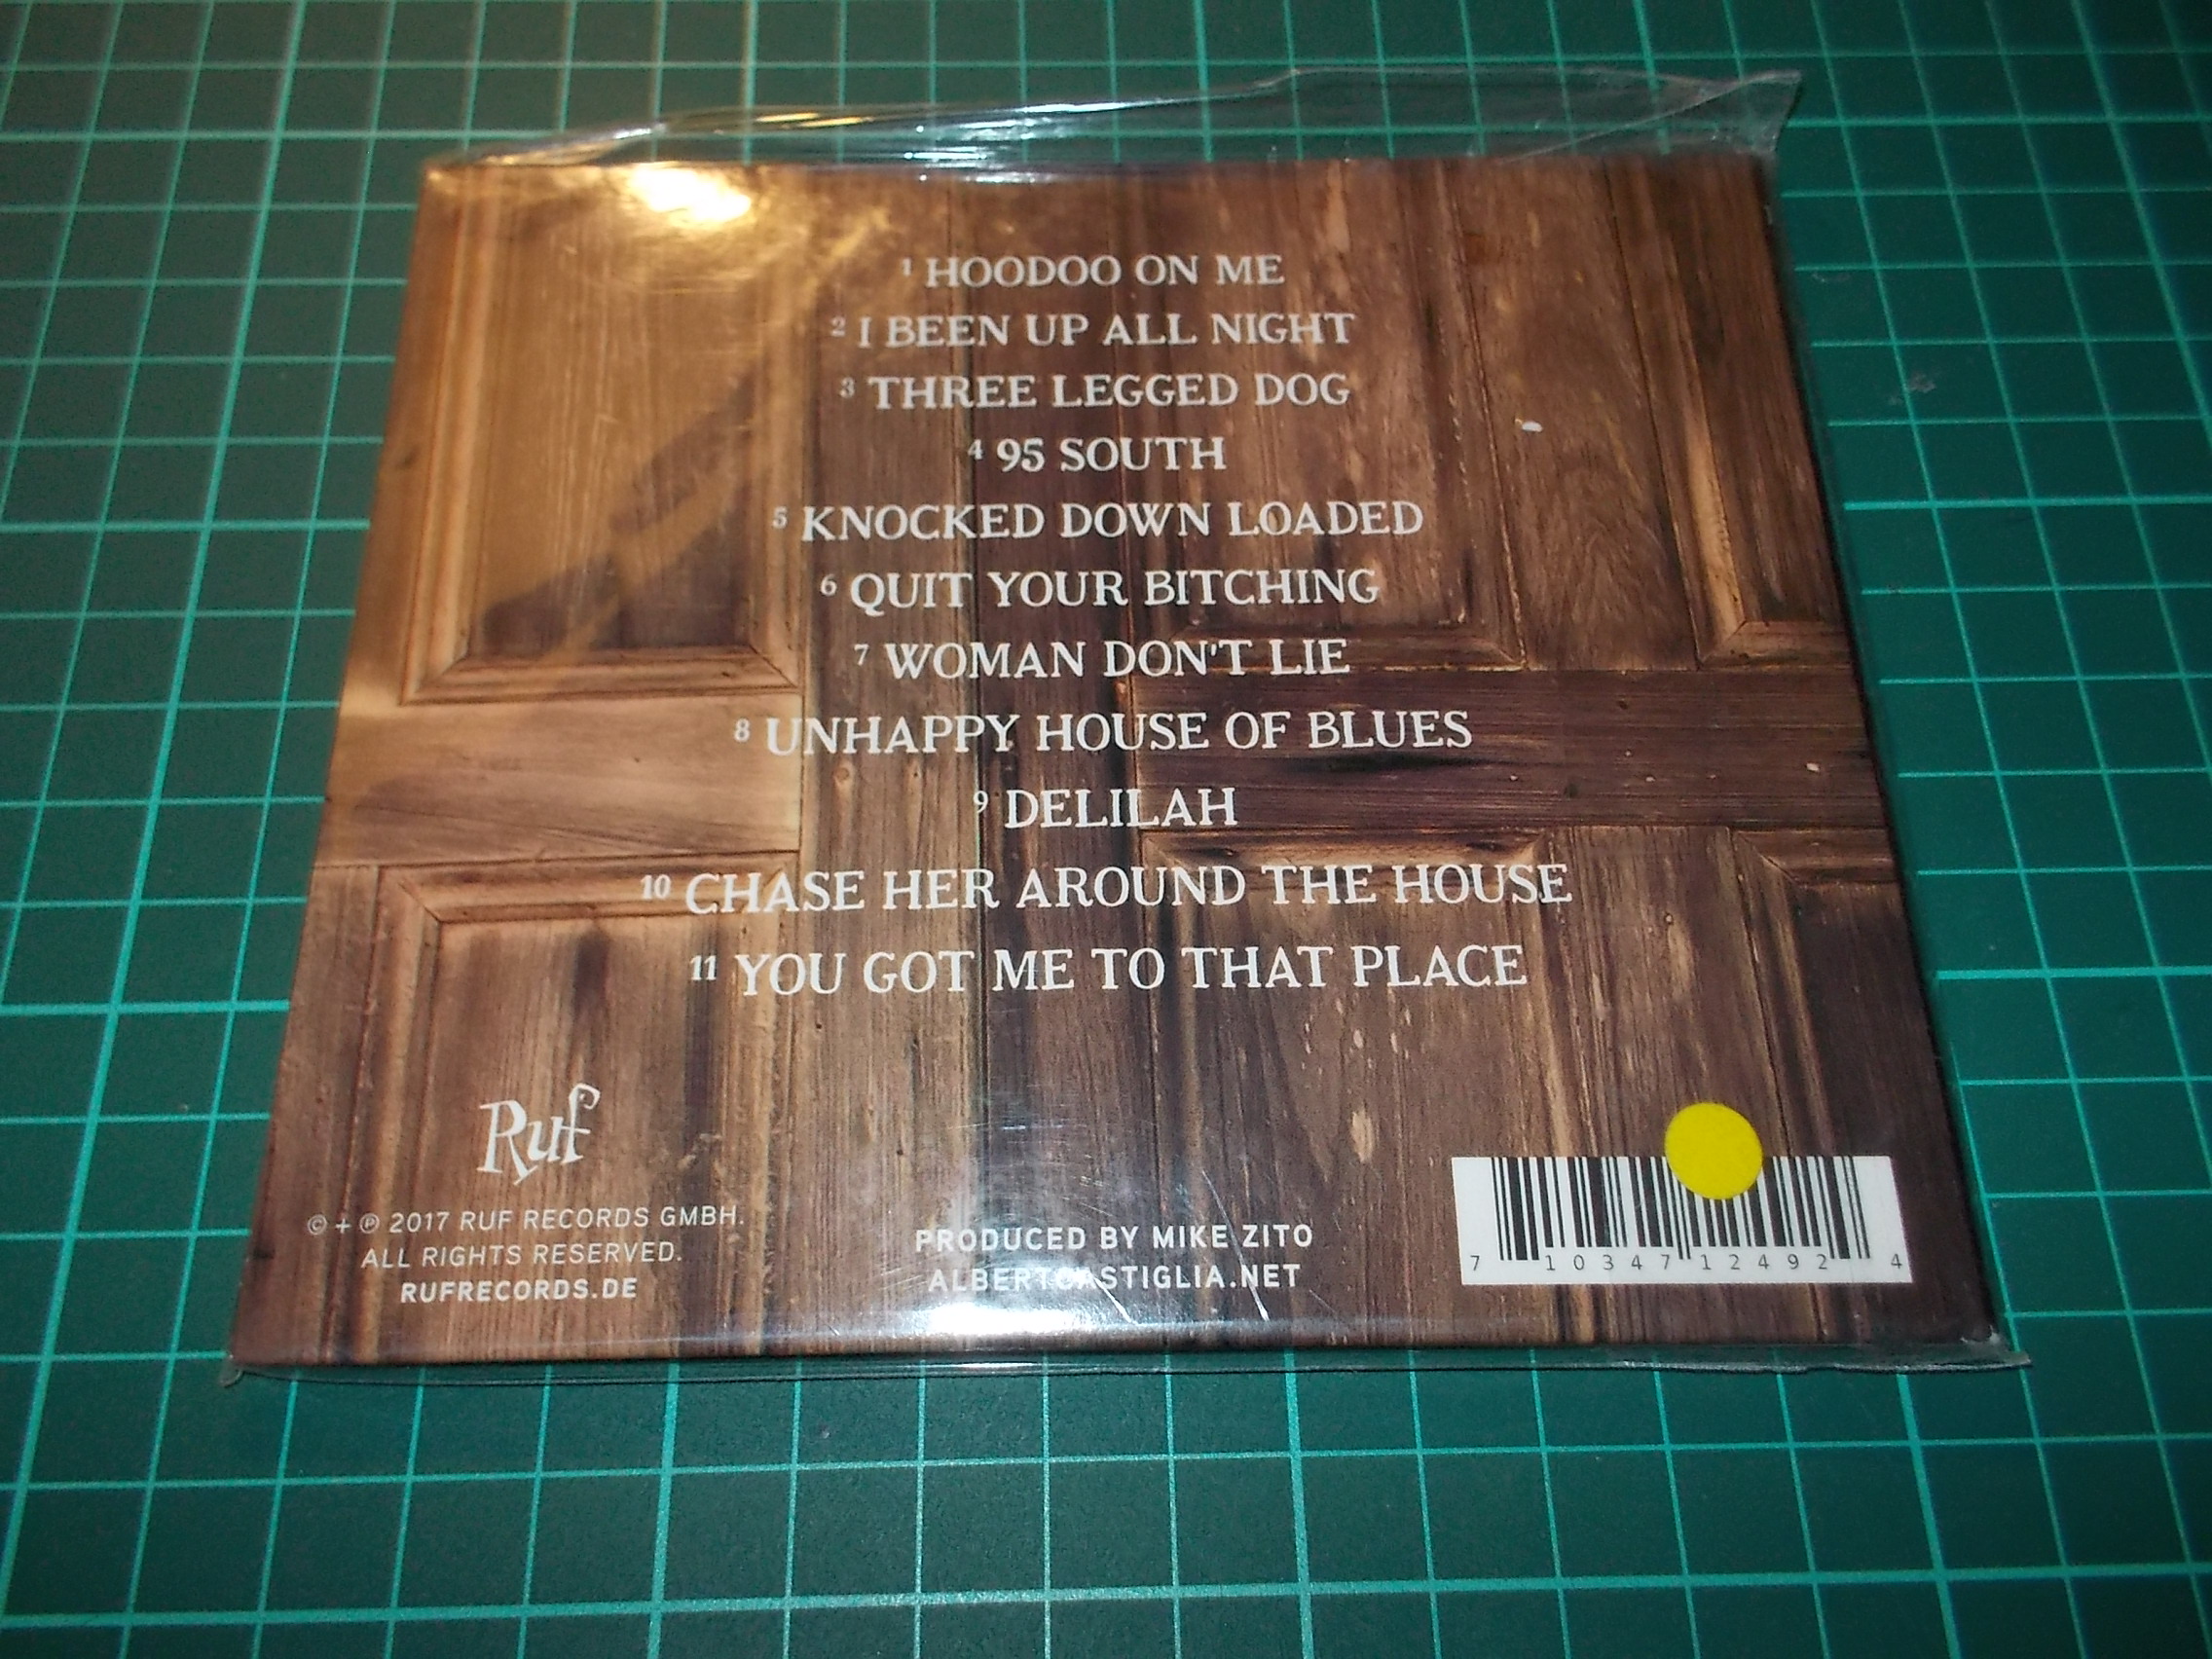 1 HOODOO ON ME
2 I BEEN UP ALL NIGHT
3 THREE LEGGED DOG
4 95 SOUTH
5 KNOCKED DOWN LOADED
6 QUIT YOUR BITCHING
7 WOMAN DON'T LIE
8 UNHAPPY HOUSE OF BLUES
9 DELILAH
10 CHASE HER AROUND THE HOUSE
11 YOU GOT ME TO THAT PLACE
Ruf
© + ℗ 2017 RUF RECORDS GMBH.
ALL RIGHTS RESERVED.
RUFRECORDS.DE
PRODUCED BY MIKE ZITO
ALBERTCASTIGLIA.NET
7 10347 12492 4